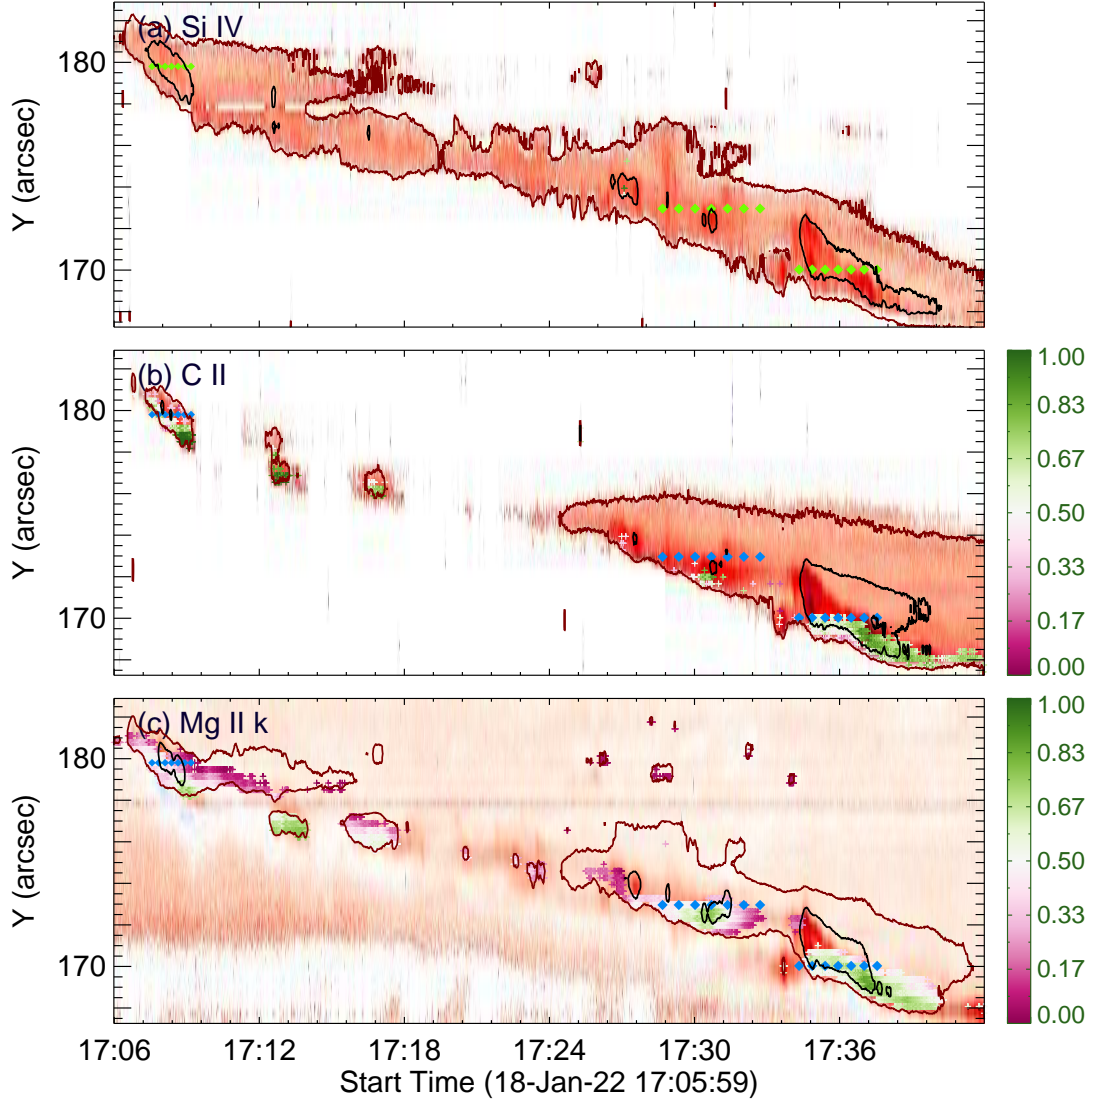 (a) Si IV
180
170
Y (arcsec)
(b) C II
180
170
Y (arcsec)
1.00
0.83
0.67
0.50
0.33
0.17
0.00
(c) Mg II k
180
170
Y (arcsec)
1.00
0.83
0.67
0.50
0.33
0.17
0.00
17:06 17:12 17:18 17:24 17:30 17:36
Start Time (18-Jan-22 17:05:59)